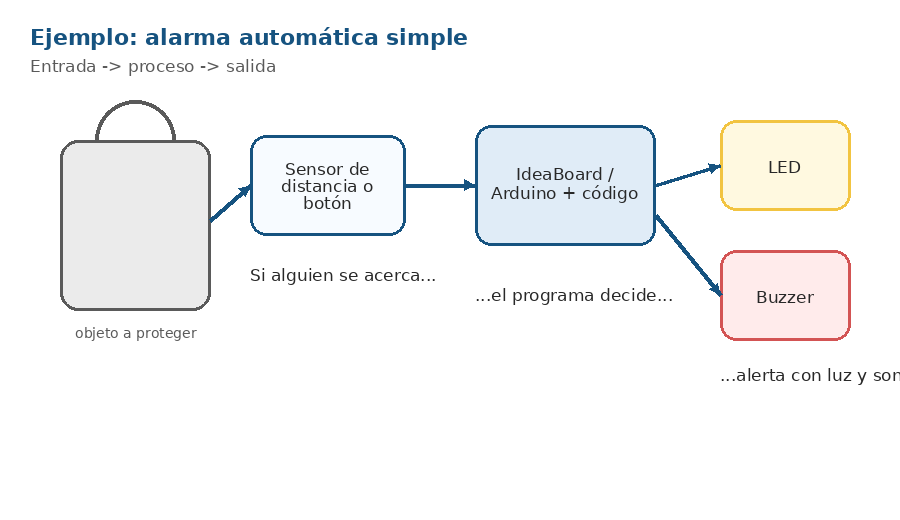 Ejemplo: alarma automática simple
Entrada -> proceso -> salida
Sensor de
distancia o
botón
IdeaBoard /
Arduino + código
LED
Buzzer
Si alguien se acerca...
...el programa decide...
objeto a proteger
...alerta con luz y son